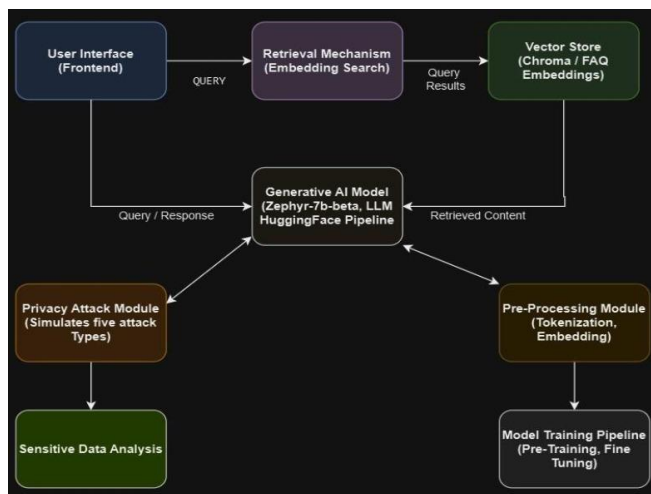 User Interface
(Frontend)
QUERY
Retrieval Mechanism
(Embedding Search)
Query
Results
Vector Store
(Chroma / FAQ
Embeddings)
Generative AI Model
(Zephyr-7b-beta, LLM
HuggingFace Pipeline
Query / Response
Retrieved Content
Privacy Attack Module
(Simulates five attack
Types)
Pre-Processing Module
(Tokenization,
Embedding)
Sensitive Data Analysis
Model Training Pipeline
(Pre-Training, Fine
Tuning)